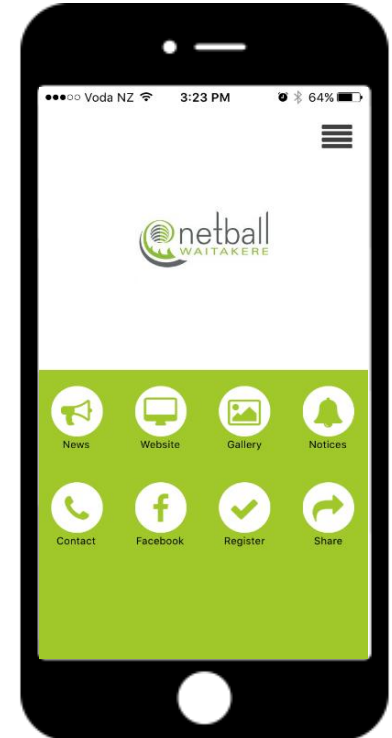 Voda NZ 3:23 PM 64%
netball
WAITAKERE
News Website Gallery Notices
Contact Facebook Register Share